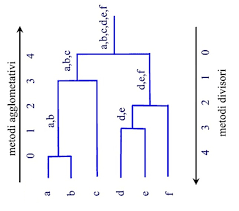 metodi agglomerativi
0 1 2 3 4
a,b
a,b,c
a,b,c,d,e,f
d,e
d,e,f
a b c d e f
4 3 2 1 0
metodi divisori